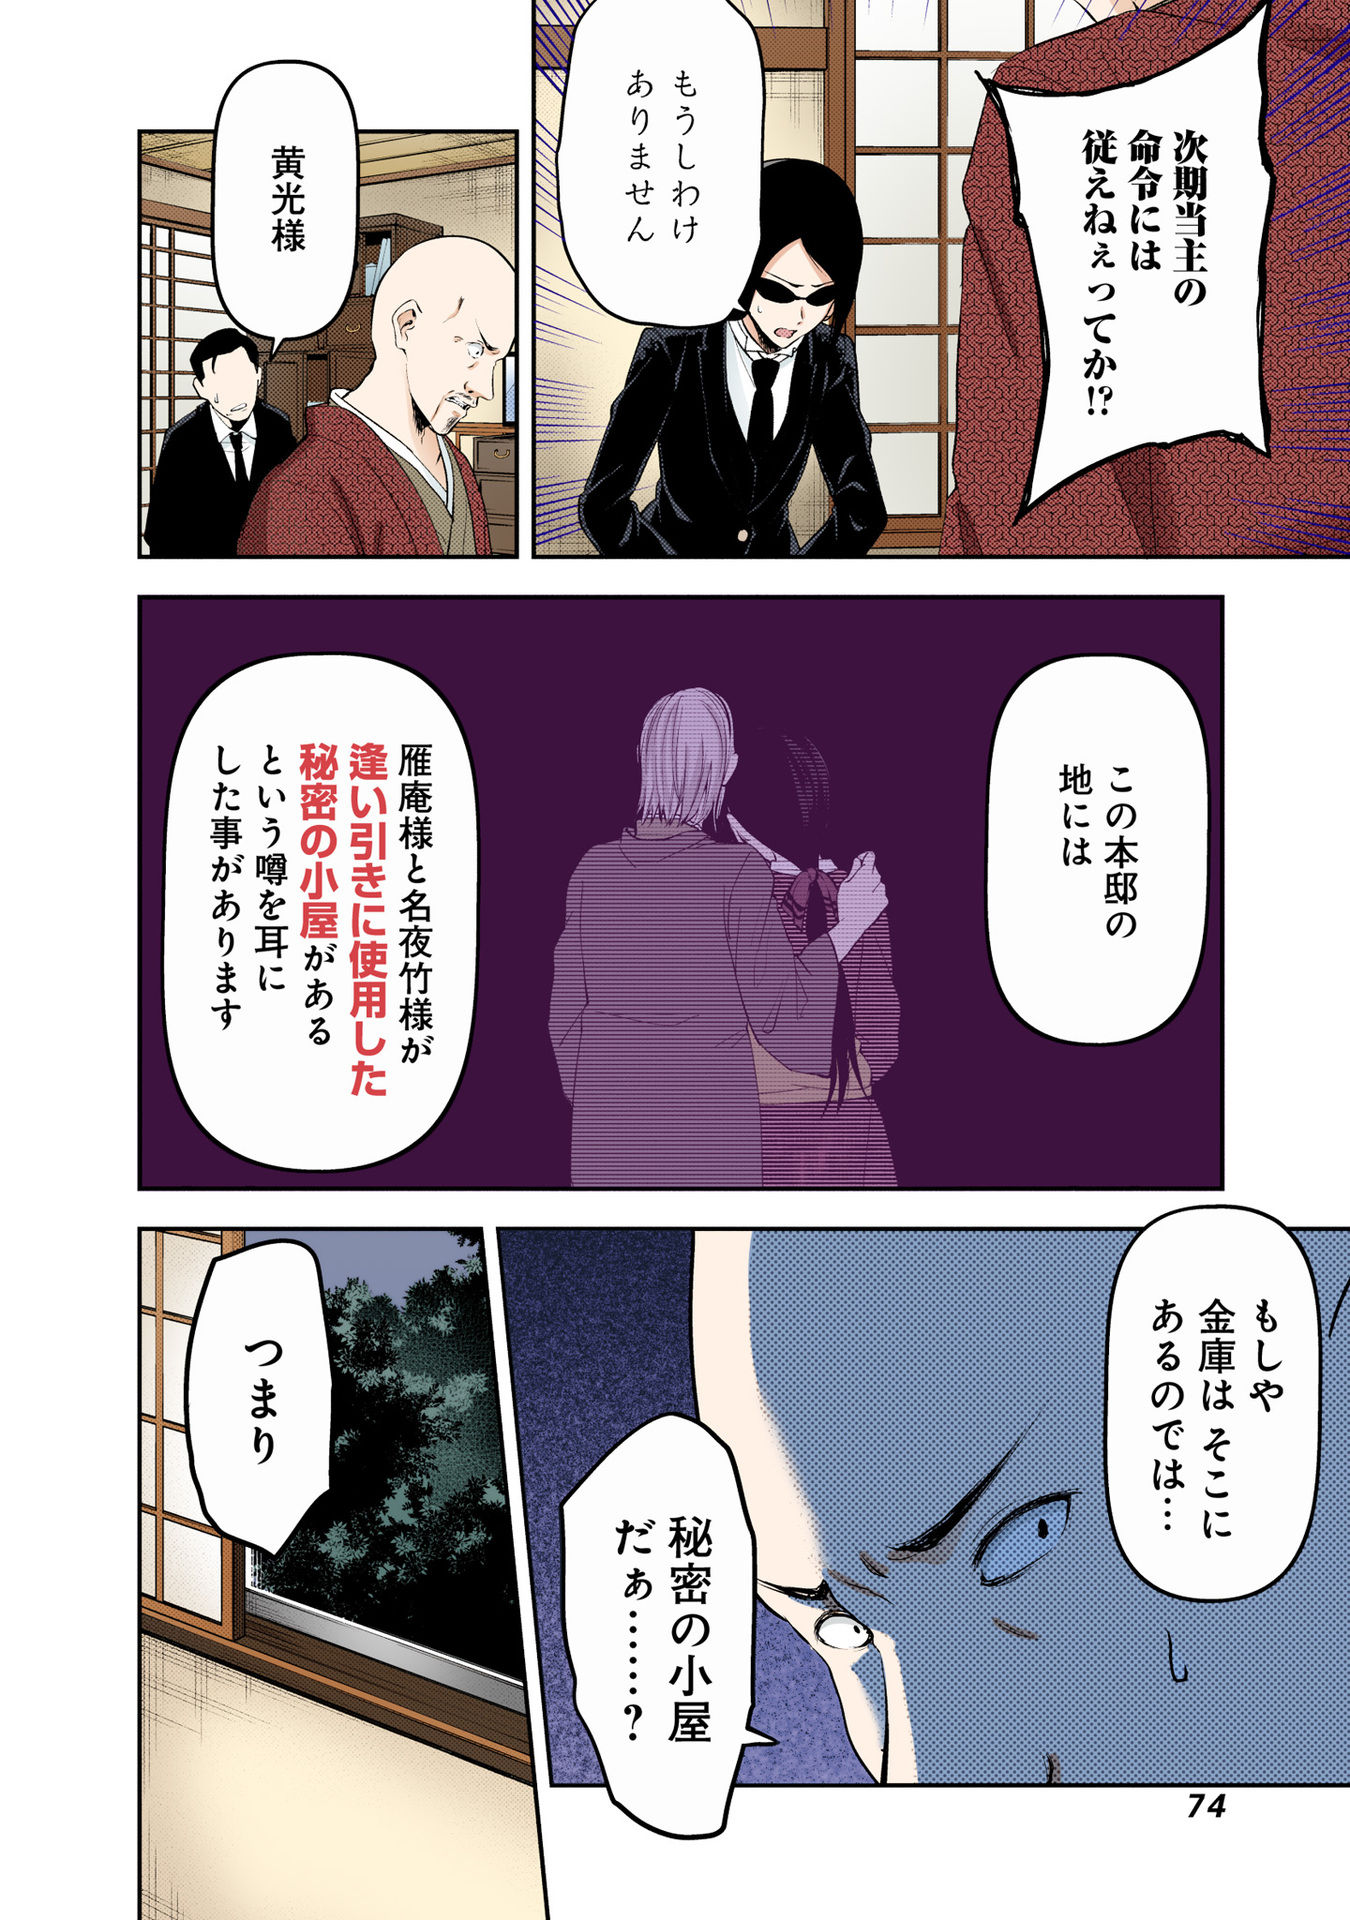 次期当主の
命令には
従えねぇってか!?
もうしわけ
ありません
黄光様
この本邸の
地には
雁庵様と名夜竹様が
逢い引きに使用した
秘密の小屋がある
という噂を耳に
した事があります
もしや
金庫はそこに
あるのでは…
秘密の小屋
だぁ……?
つまり
74